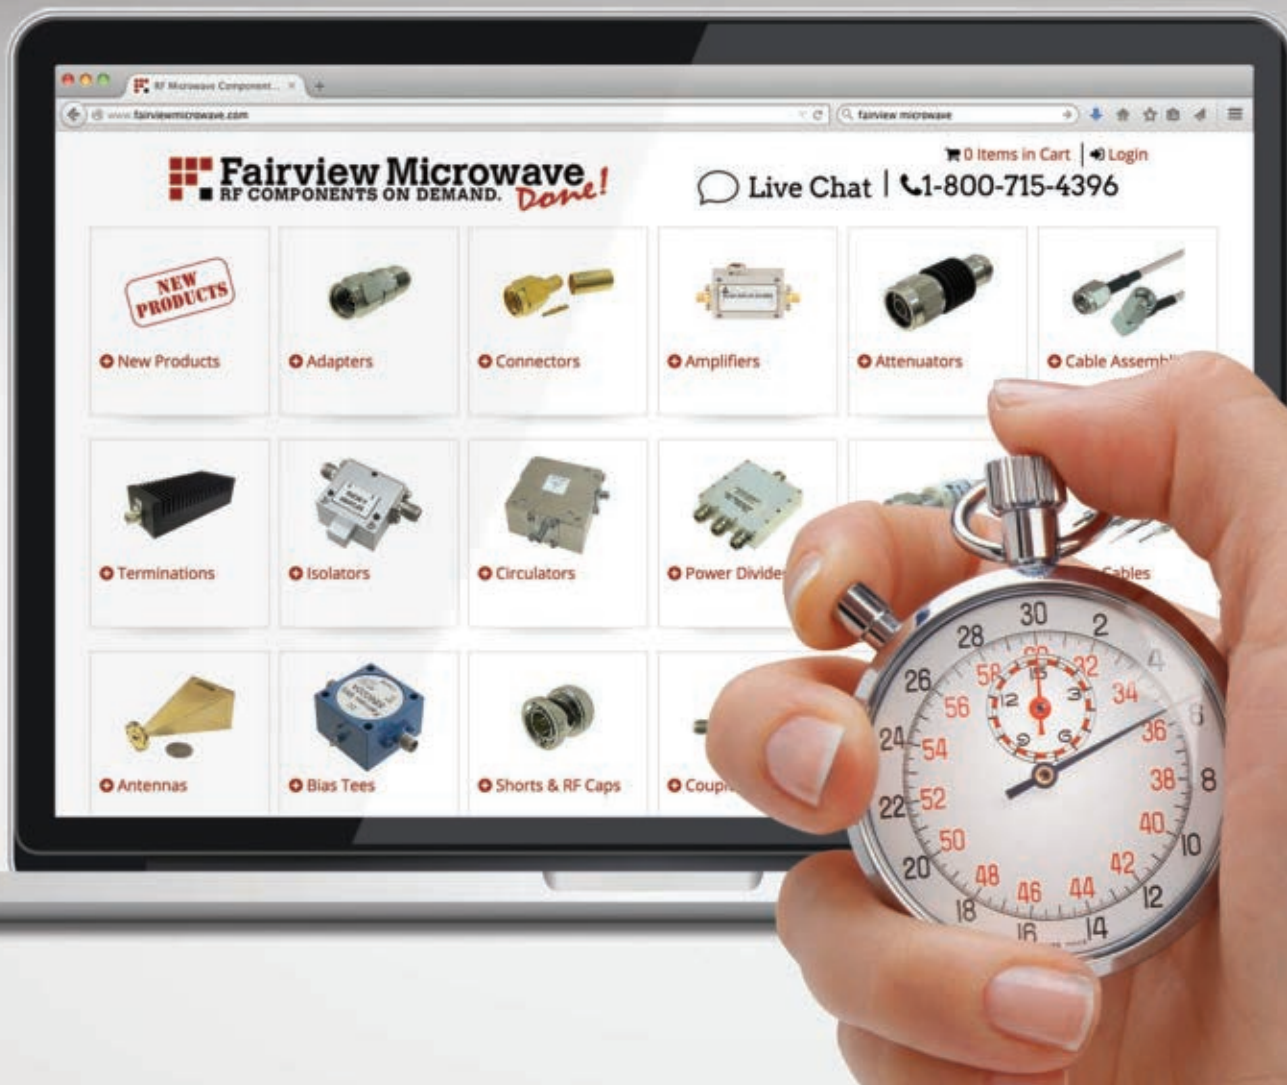 RF Microwave Component...
www.fairviewmicrowave.com
fairview microwave
0 Items in Cart
Login
Fairview Microwave
RF COMPONENTS ON DEMAND.
Done!
Live Chat
1-800-715-4396
NEW
PRODUCTS
New Products
Adapters
Connectors
Amplifiers
Attenuators
Cable Assembl
Terminations
Isolators
Circulators
Power Divide
Cables
Antennas
Bias Tees
Shorts & RF Caps
Coupl
30
2
4
6
8
10
12
14
16
18
20
22
24
26
28
32
34
36
38
40
42
44
46
48
50
52
54
56
58
15
3
6
9
12